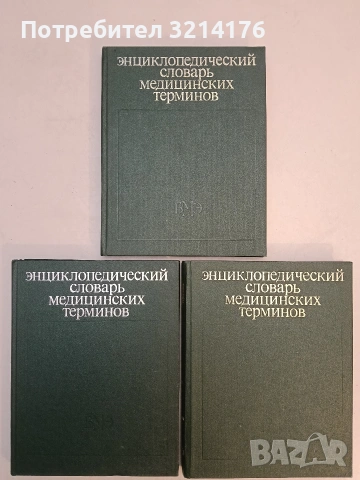 Потребител 3214176
энциклопедический
словарь
медицинских
терминов
энциклопедический
словарь
медицинских
терминов
энциклопедический
словарь
медицинских
терминов
BAZAR